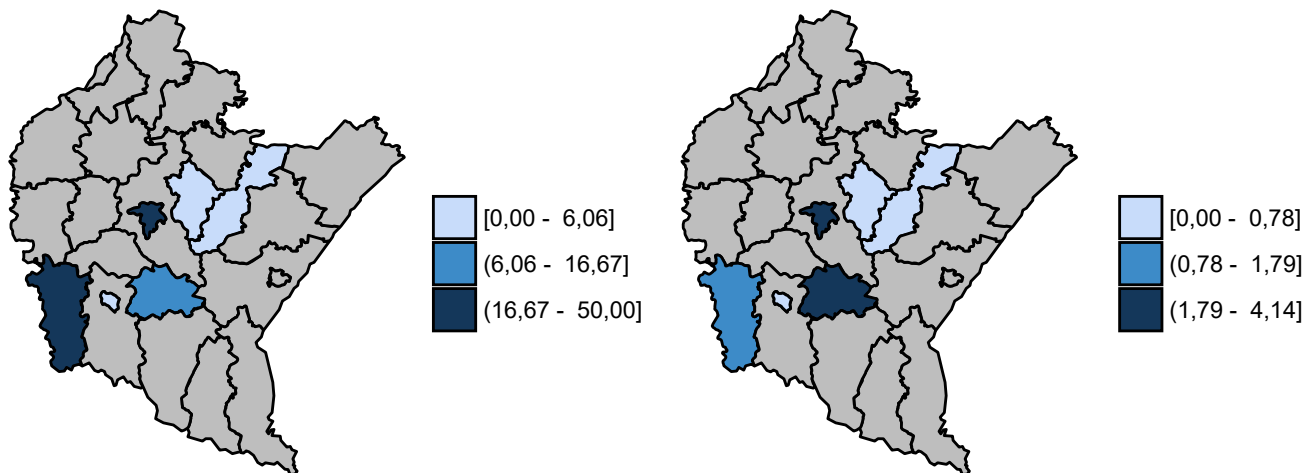 [0,00 - 6,06]
(6,06 - 16,67]
(16,67 - 50,00]
[0,00 - 0,78]
(0,78 - 1,79]
(1,79 - 4,14]